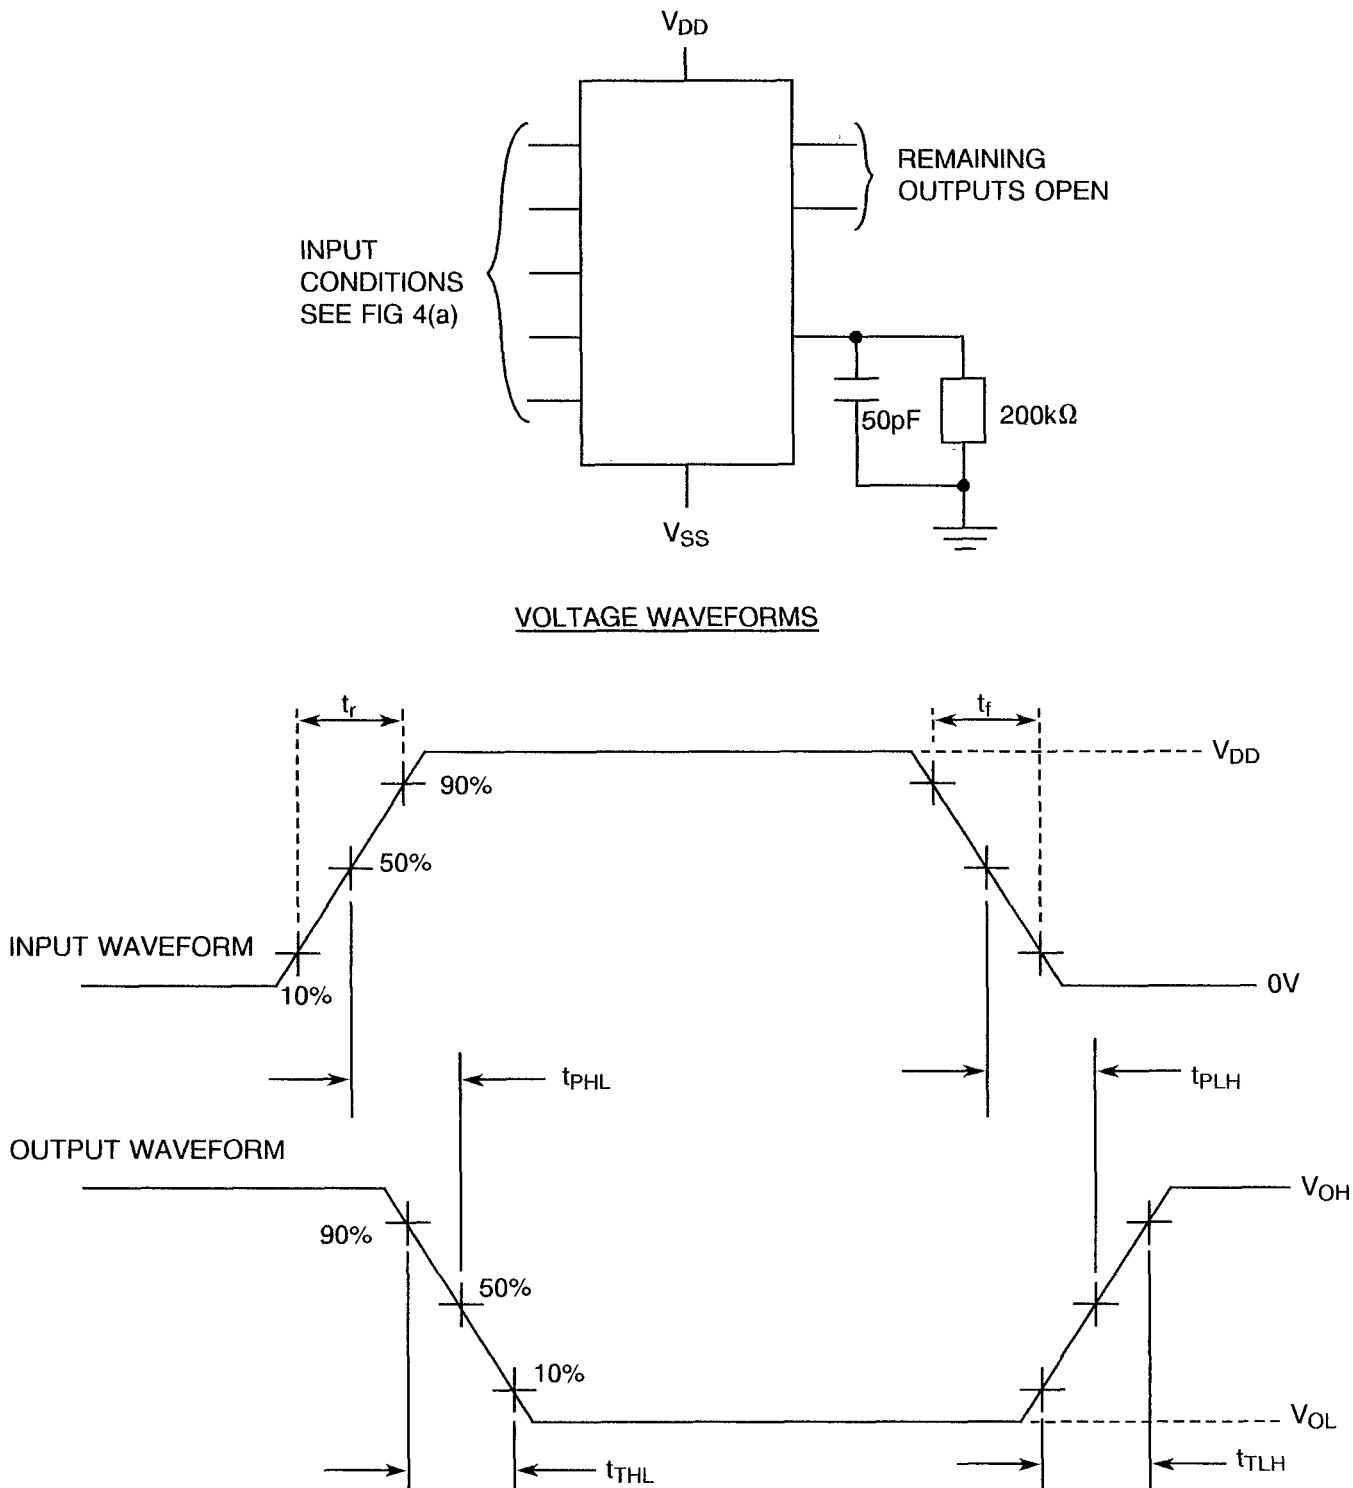 VDD
REMAINING
OUTPUTS OPEN
INPUT
CONDITIONS
SEE FIG 4(a)
50pF
200kΩ
VSS
VOLTAGE WAVEFORMS
tr
tf
VDD
90%
50%
INPUT WAVEFORM
10%
0V
tPHL
tPLH
OUTPUT WAVEFORM
VOH
90%
50%
10%
VOL
tTHL
tTLH